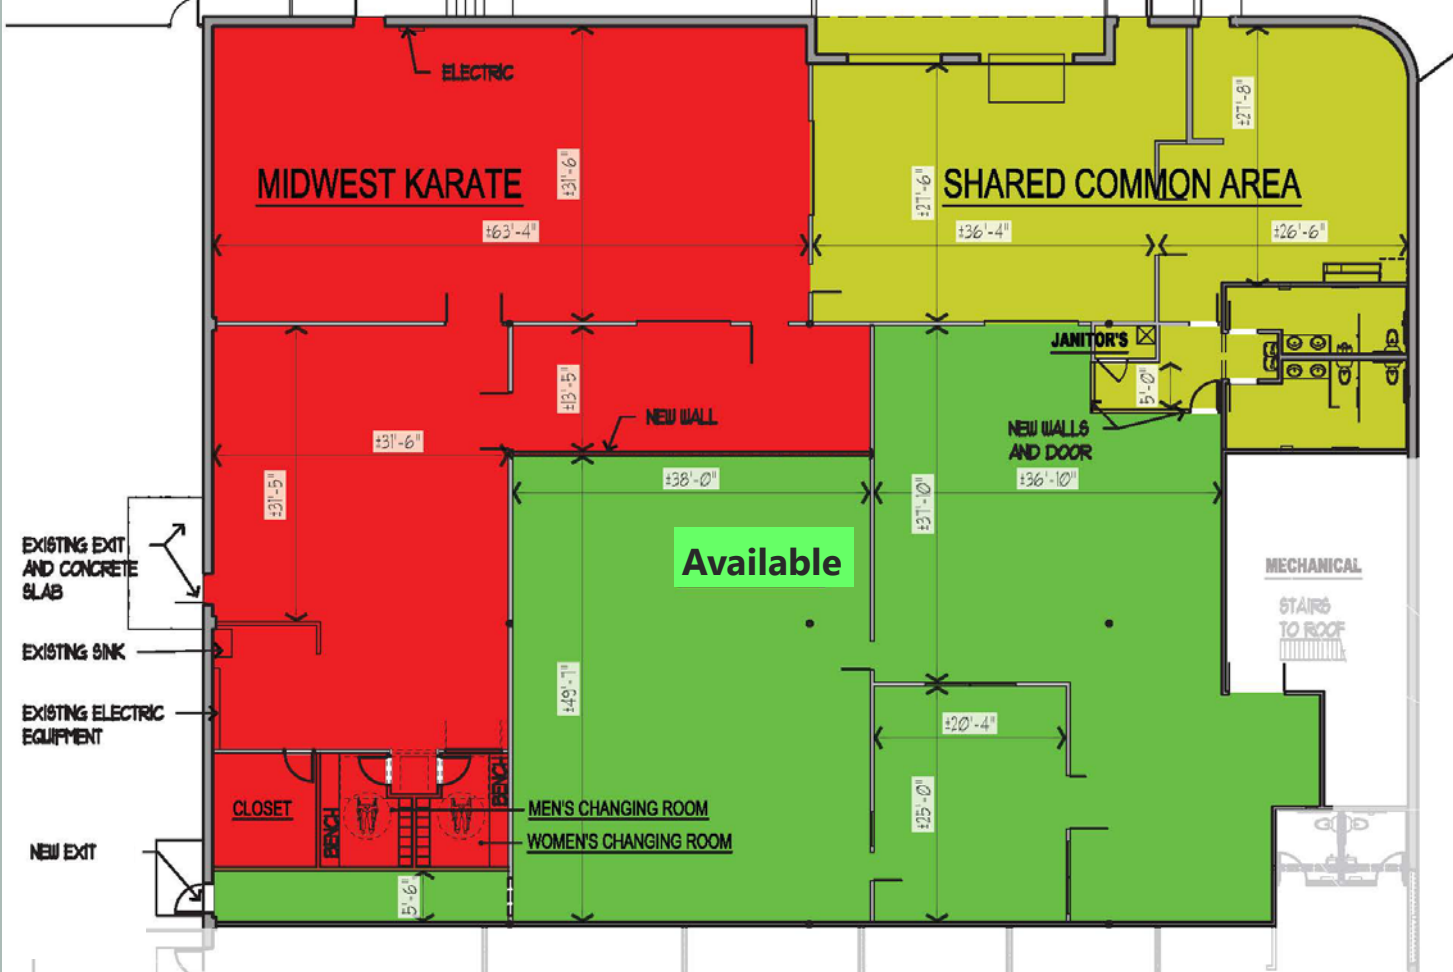 ELECTRIC
±27'-8"
±31'-6"
MIDWEST KARATE
±27'-6"
SHARED COMMON AREA
±63'-4"
±36'-4"
±26'-6"
JANITOR'S
5'-0"
±13'-5"
NEW WALL
NEW WALLS
AND DOOR
±31'-6"
±38'-0"
±36'-10"
±31'-5"
±37'-10"
Available
EXISTING EXIT
AND CONCRETE
SLAB
MECHANICAL
STAIRS
TO ROOF
EXISTING SINK
±49'-7"
EXISTING ELECTRIC
EQUIPMENT
±20'-4"
BENCH
CLOSET
BENCH
MEN'S CHANGING ROOM
±25'-0"
WOMEN'S CHANGING ROOM
NEW EXIT
5'-6"